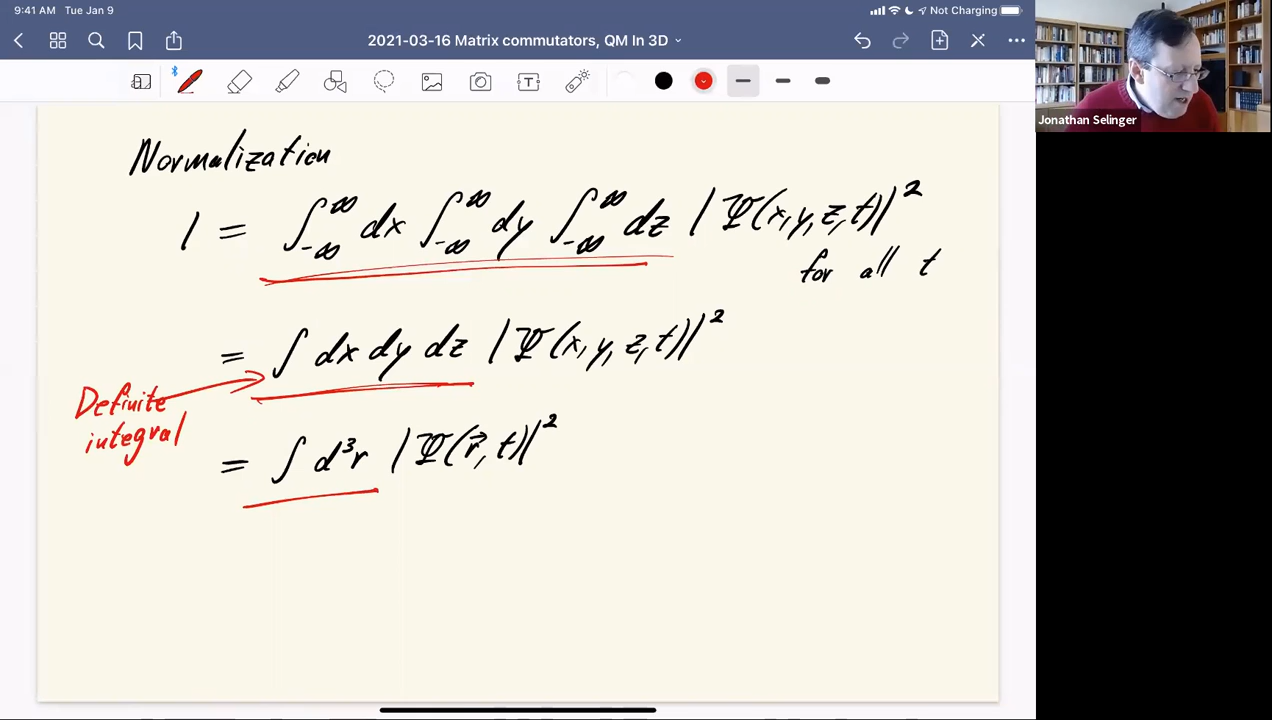 9:41 AM Tue Jan 9
Not Charging
2021-03-16 Matrix commutators, QM In 3D
Jonathan Selinger
Normalization
1 = ∫_{-∞}^{∞} dx ∫_{-∞}^{∞} dy ∫_{-∞}^{∞} dz |Ψ(x,y,z,t)|²
for all t
= ∫ dx dy dz |Ψ(x,y,z,t)|²
Definite
integral
= ∫ d³r |Ψ(r⃗,t)|²